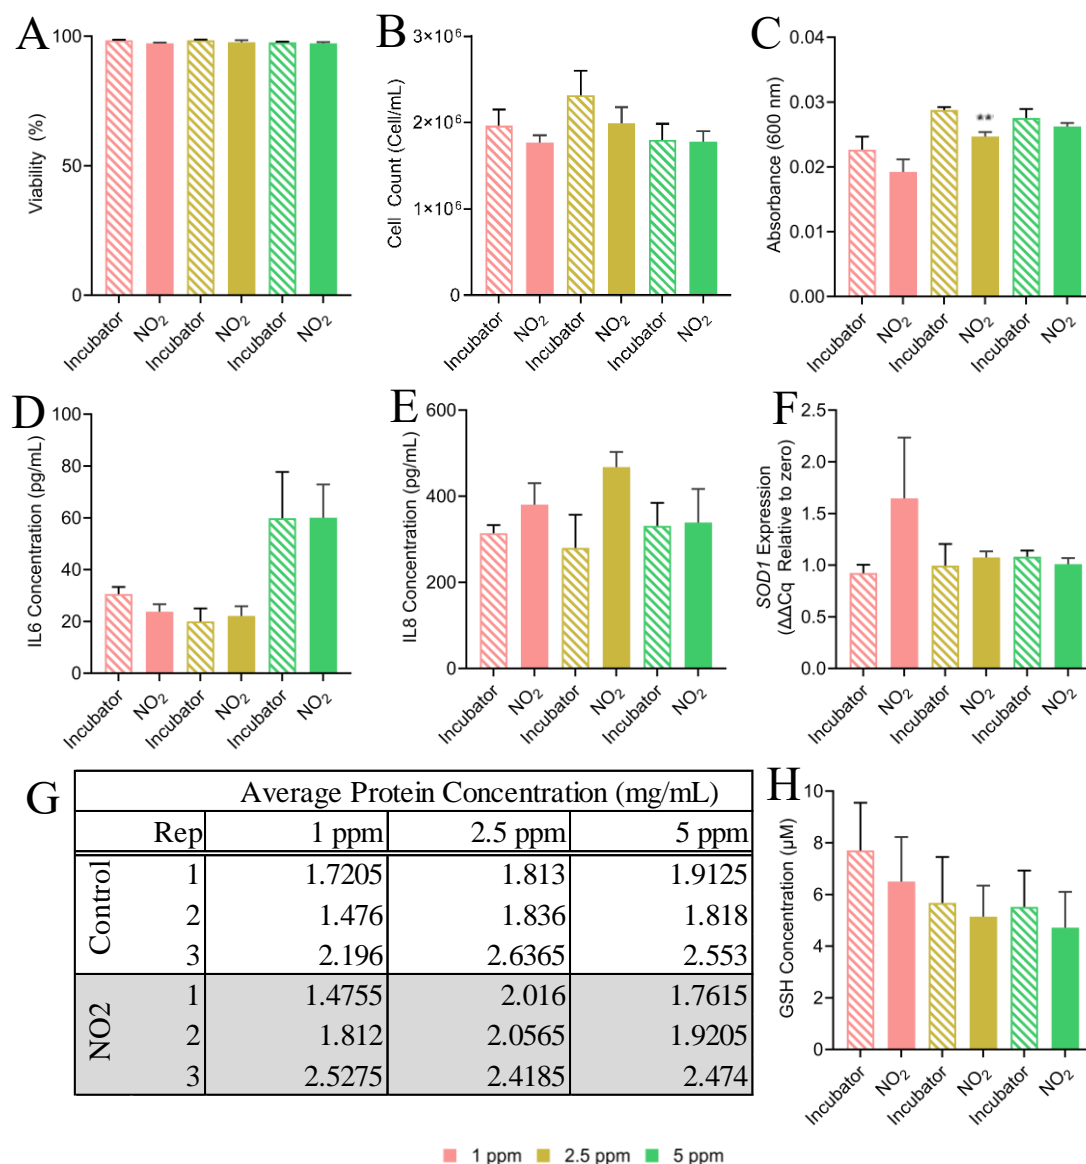 A
Viability (%)
100
50
0
Incubator
NO2
Incubator
NO2
Incubator
NO2
B
Cell Count (Cell/mL)
3×10⁶
2×10⁶
1×10⁶
0
Incubator
NO2
Incubator
NO2
Incubator
NO2
C
Absorbance (600 nm)
0.04
0.03
0.02
0.01
0.00
**
Incubator
NO2
Incubator
NO2
Incubator
NO2
D
IL6 Concentration (pg/mL)
100
80
60
40
20
0
Incubator
NO2
Incubator
NO2
Incubator
NO2
E
IL8 Concentration (pg/mL)
600
400
200
0
Incubator
NO2
Incubator
NO2
Incubator
NO2
F
SOD1 Expression
(ΔΔCq Relative to zero)
2.5
2.0
1.5
1.0
0.5
0.0
Incubator
NO2
Incubator
NO2
Incubator
NO2
G
Average Protein Concentration (mg/mL)
Rep 1 ppm 2.5 ppm 5 ppm
Control
1 1.7205 1.813 1.9125
2 1.476 1.836 1.818
3 2.196 2.6365 2.553
NO2
1 1.4755 2.016 1.7615
2 1.812 2.0565 1.9205
3 2.5275 2.4185 2.474
H
GSH Concentration (µM)
10
8
6
4
2
0
Incubator
NO2
Incubator
NO2
Incubator
NO2
1 ppm 2.5 ppm 5 ppm